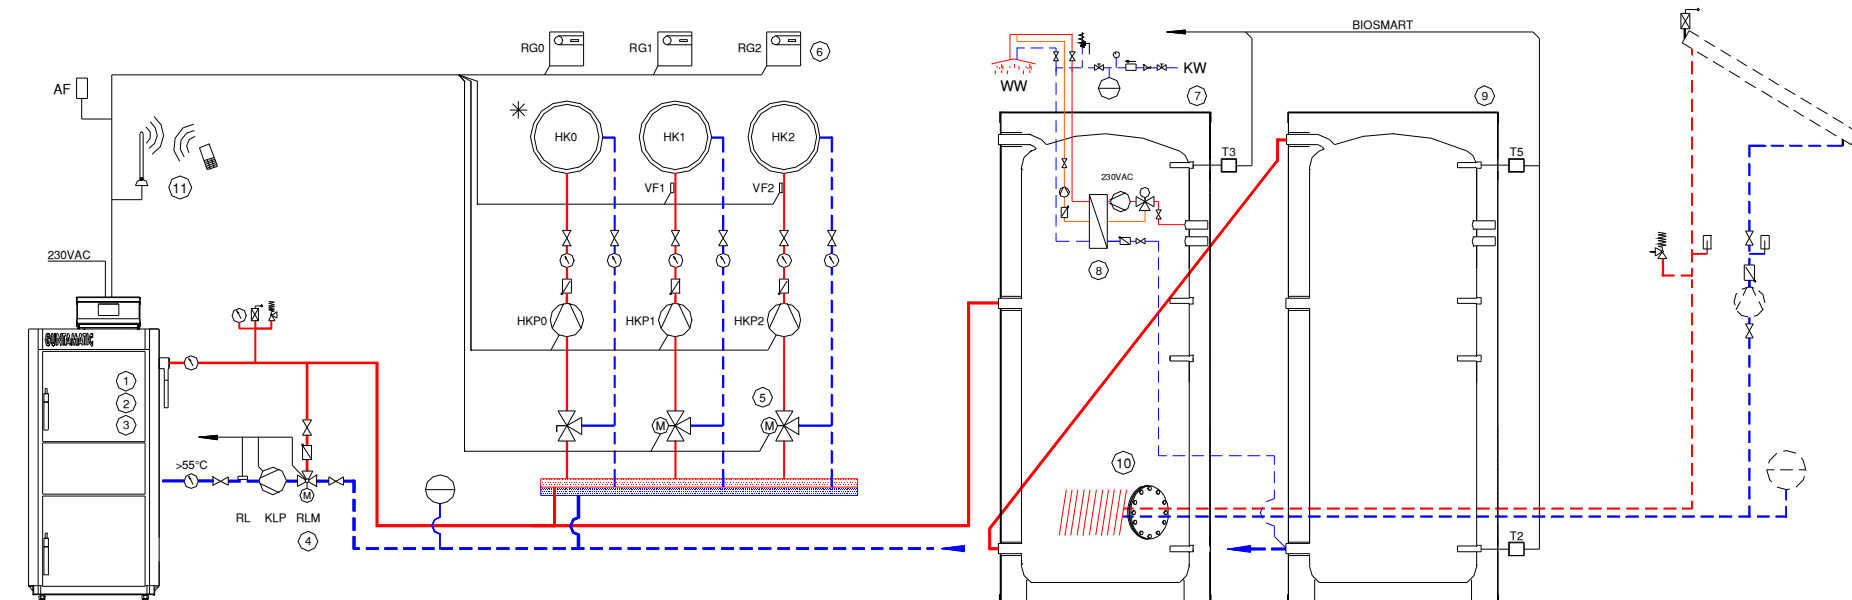 BIOSMART
RG0
RG1
RG2
6
AF
WW
KW
7
9
HK0
HK1
HK2
T3
T5
11
VF1
VF2
230VAC
230VAC
8
HKP0
HKP1
HKP2
GUNTAMATIC
1
2
3
5
M
M
>55°C
10
M
RL
KLP
RLM
4
T2